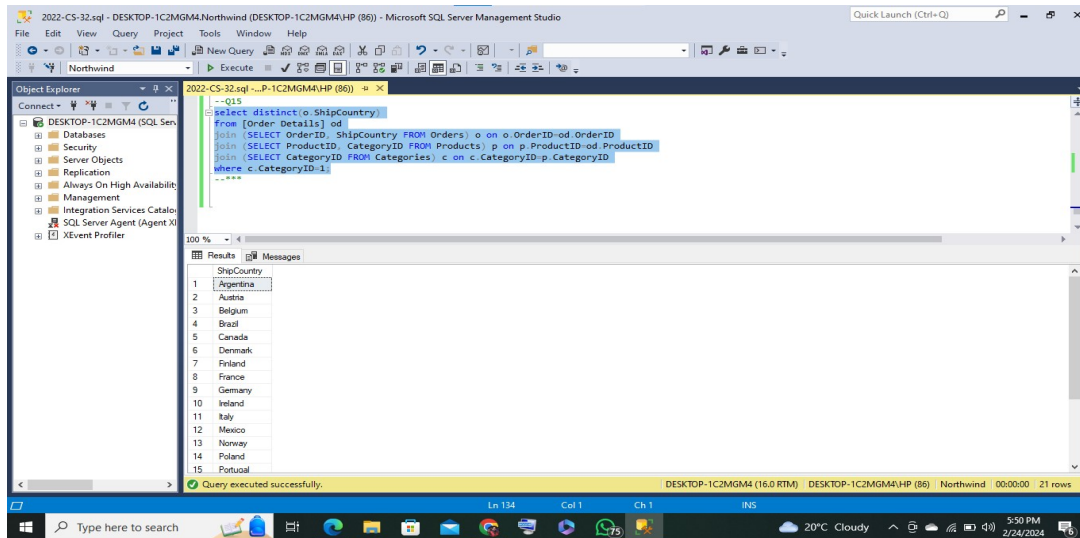 2022-CS-32.sql - DESKTOP-1C2MGM4.Northwind (DESKTOP-1C2MGM4\HP (86)) - Microsoft SQL Server Management Studio
Quick Launch (Ctrl+Q)
File Edit View Query Project Tools Window Help
New Query
Northwind
Execute
Object Explorer
2022-CS-32.sql -...P-1C2MGM4\HP (86))
Connect
DESKTOP-1C2MGM4 (SQL Serv
Databases
Security
Server Objects
Replication
Always On High Availability
Management
Integration Services Catalo
SQL Server Agent (Agent XI
XEvent Profiler
--Q15
select distinct(o.ShipCountry)
from [Order Details] od
join (SELECT OrderID, ShipCountry FROM Orders) o on o.OrderID=od.OrderID
join (SELECT ProductID, CategoryID FROM Products) p on p.ProductID=od.ProductID
join (SELECT CategoryID FROM Categories) c on c.CategoryID=p.CategoryID
where c.CategoryID=1;
--***
100 %
Results Messages
ShipCountry
1 Argentina
2 Austria
3 Belgium
4 Brazil
5 Canada
6 Denmark
7 Finland
8 France
9 Germany
10 Ireland
11 Italy
12 Mexico
13 Norway
14 Poland
15 Portugal
Query executed successfully.
DESKTOP-1C2MGM4 (16.0 RTM) DESKTOP-1C2MGM4\HP (86) Northwind 00:00:00 21 rows
Ln 134 Col 1 Ch 1 INS
Type here to search
75
20°C Cloudy
5:50 PM
2/24/2024
6